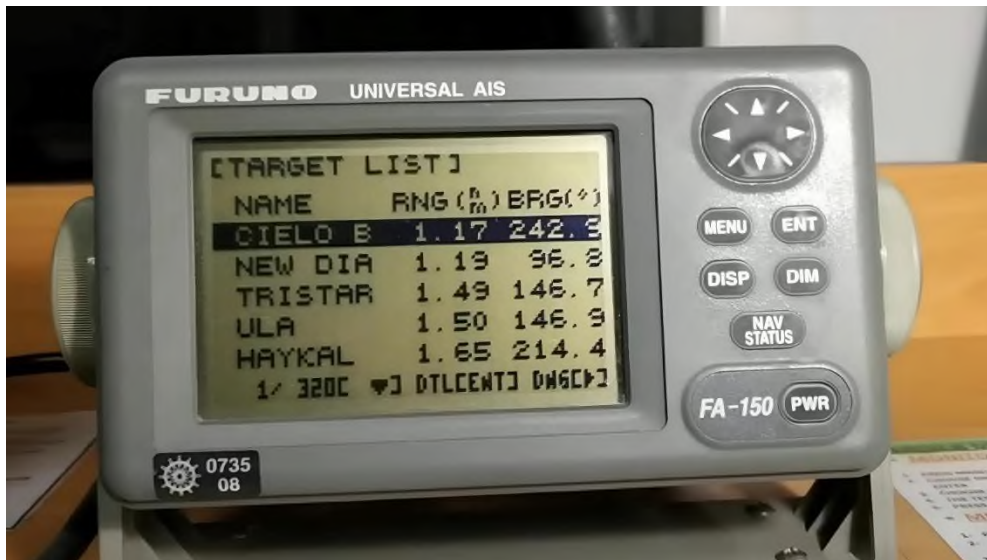 FURUNO UNIVERSAL AIS
[TARGET LIST]
NAME RNG(nm) BRG(°)
CIELO B 1.17 242.9
NEW DIA 1.19 96.8
TRISTAR 1.49 146.7
ULA 1.50 146.9
HAYKAL 1.65 214.4
1/ 320[ ▼] DTL[ENT] DNG[▶]
MENU ENT
DISP DIM
NAV
STATUS
FA-150 PWR
0735
08